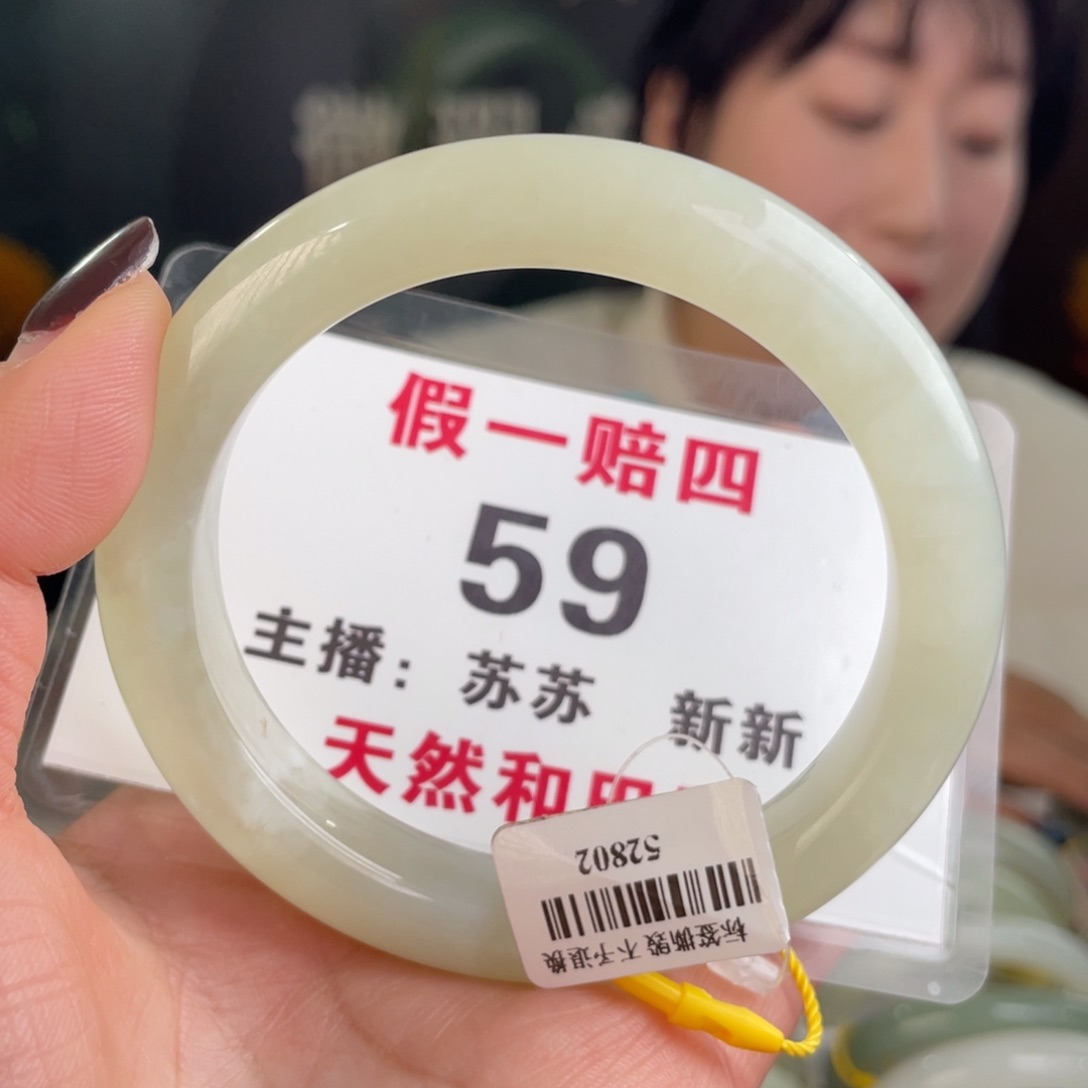 假一赔四
59
主播: 苏苏 新新
天然和田
52802
标签撕毁不予退换